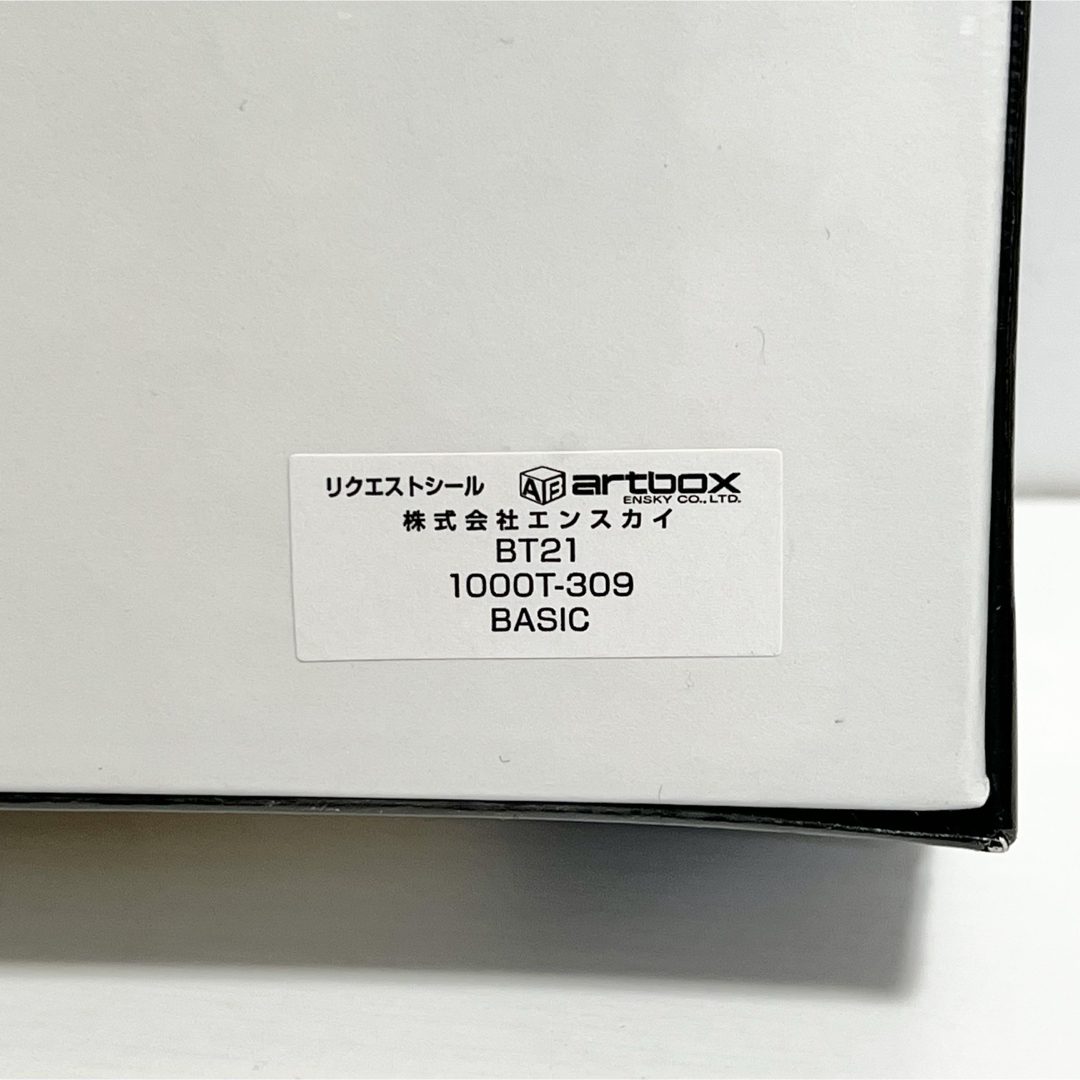 リクエストシール artbox
ENSKY CO.,LTD.
株式会社エンスカイ
BT21
1000T-309
BASIC